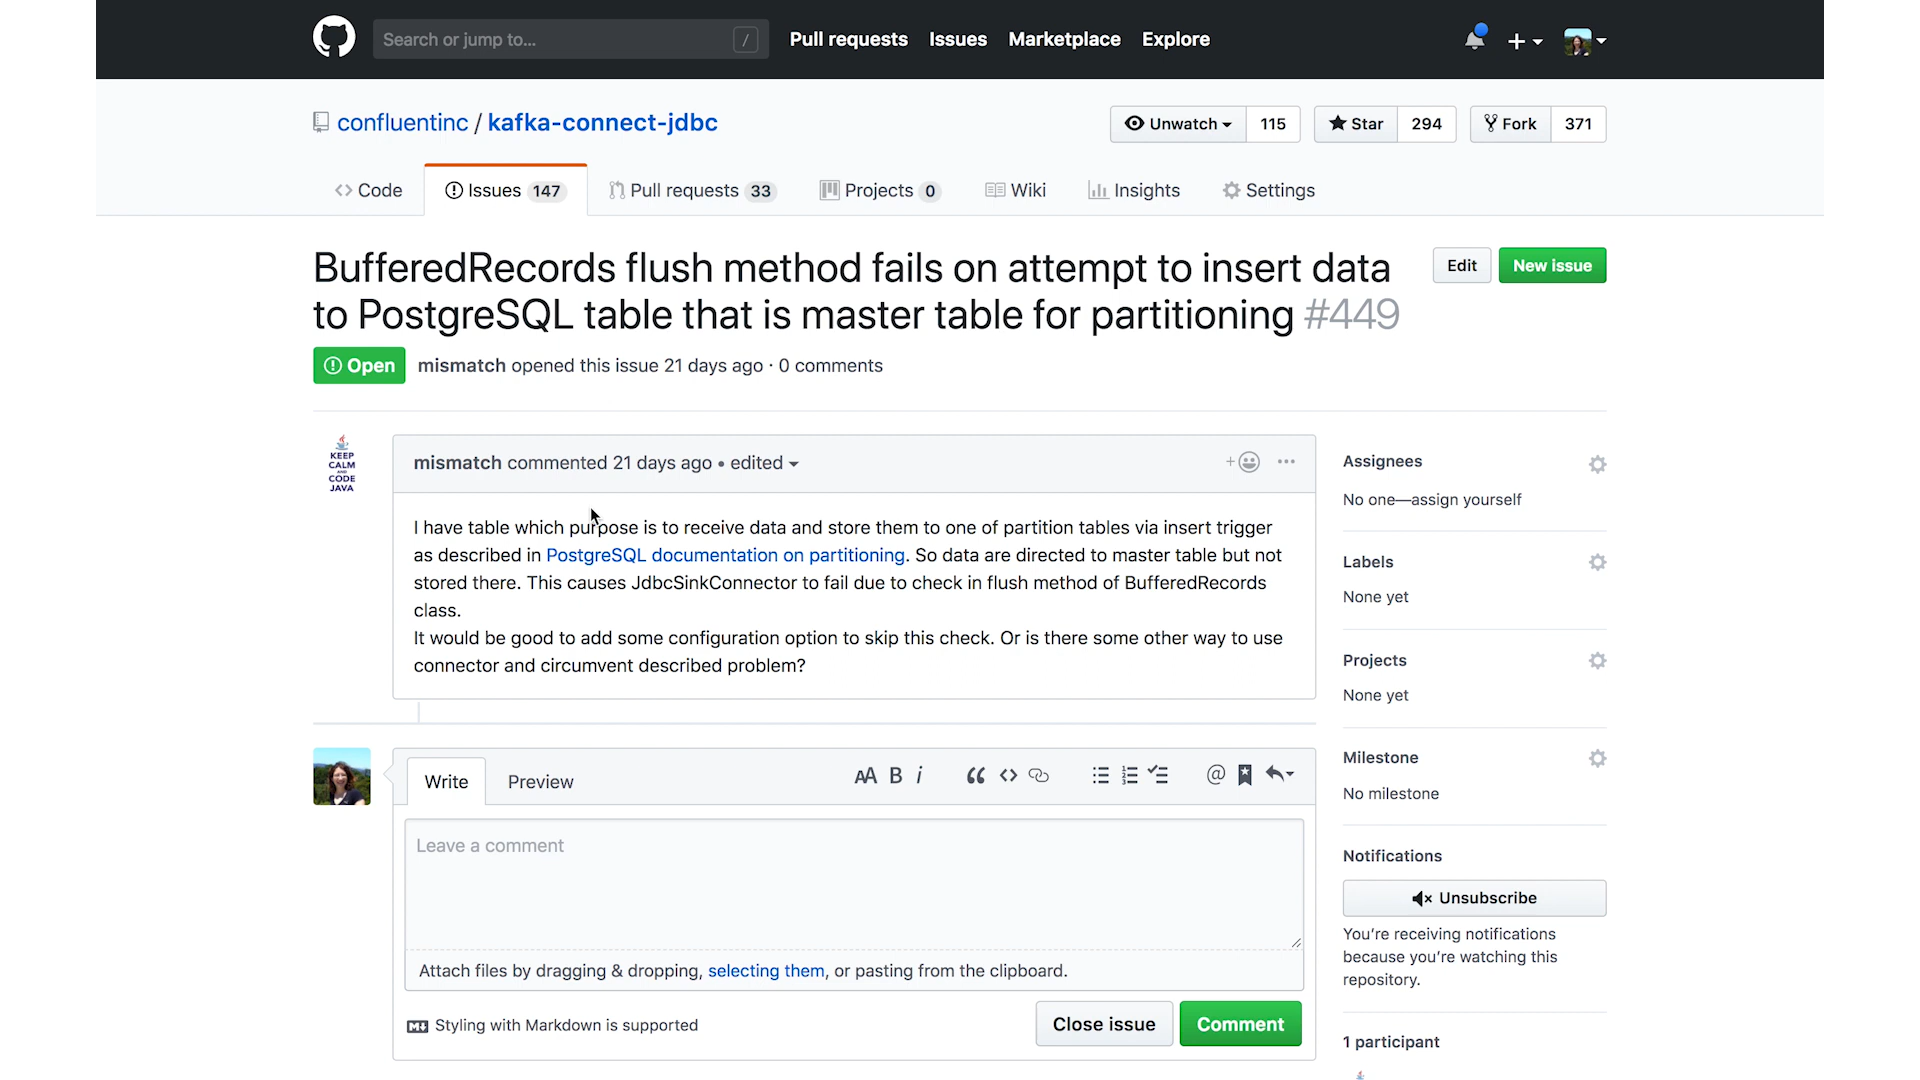 Search or jump to...
/
Pull requests
Issues
Marketplace
Explore
confluentinc / kafka-connect-jdbc
Unwatch
115
Star
294
Fork
371
Code
Issues 147
Pull requests 33
Projects 0
Wiki
Insights
Settings
BufferedRecords flush method fails on attempt to insert data
to PostgreSQL table that is master table for partitioning #449
Edit
New issue
Open
mismatch opened this issue 21 days ago · 0 comments
KEEP
CALM
AND
CODE
JAVA
mismatch commented 21 days ago • edited
I have table which purpose is to receive data and store them to one of partition tables via insert trigger
as described in PostgreSQL documentation on partitioning. So data are directed to master table but not
stored there. This causes JdbcSinkConnector to fail due to check in flush method of BufferedRecords
class.
It would be good to add some configuration option to skip this check. Or is there some other way to use
connector and circumvent described problem?
Assignees
No one—assign yourself
Labels
None yet
Projects
None yet
Milestone
No milestone
Notifications
Unsubscribe
You're receiving notifications
because you're watching this
repository.
1 participant
Write
Preview
AA B i
Leave a comment
Attach files by dragging & dropping, selecting them, or pasting from the clipboard.
Styling with Markdown is supported
Close issue
Comment